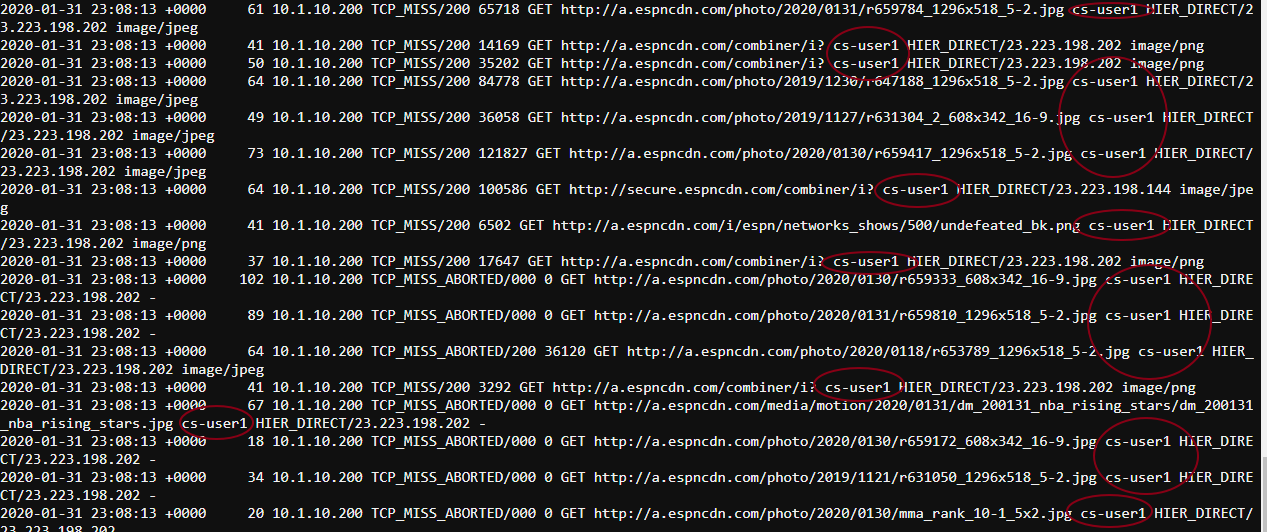 2020-01-31 23:08:13 +0000     61 10.1.10.200 TCP_MISS/200 65718 GET http://a.espncdn.com/photo/2020/0131/r659784_1296x518_5-2.jpg cs-user1 HIER_DIRECT/2
3.223.198.202 image/jpeg
2020-01-31 23:08:13 +0000     41 10.1.10.200 TCP_MISS/200 14169 GET http://a.espncdn.com/combiner/i? cs-user1 HIER_DIRECT/23.223.198.202 image/png
2020-01-31 23:08:13 +0000     50 10.1.10.200 TCP_MISS/200 35202 GET http://a.espncdn.com/combiner/i? cs-user1 HIER_DIRECT/23.223.198.202 image/png
2020-01-31 23:08:13 +0000     64 10.1.10.200 TCP_MISS/200 84778 GET http://a.espncdn.com/photo/2019/1230/r647188_1296x518_5-2.jpg cs-user1 HIER_DIRECT/2
3.223.198.202 image/jpeg
2020-01-31 23:08:13 +0000     49 10.1.10.200 TCP_MISS/200 36058 GET http://a.espncdn.com/photo/2019/1127/r631304_2_608x342_16-9.jpg cs-user1 HIER_DIRECT
/23.223.198.202 image/jpeg
2020-01-31 23:08:13 +0000     73 10.1.10.200 TCP_MISS/200 121827 GET http://a.espncdn.com/photo/2020/0130/r659417_1296x518_5-2.jpg cs-user1 HIER_DIRECT/
23.223.198.202 image/jpeg
2020-01-31 23:08:13 +0000     64 10.1.10.200 TCP_MISS/200 100586 GET http://secure.espncdn.com/combiner/i? cs-user1 HIER_DIRECT/23.223.198.144 image/jpe
g
2020-01-31 23:08:13 +0000     41 10.1.10.200 TCP_MISS/200 6502 GET http://a.espncdn.com/i/espn/networks_shows/500/undefeated_bk.png cs-user1 HIER_DIRECT
/23.223.198.202 image/png
2020-01-31 23:08:13 +0000     37 10.1.10.200 TCP_MISS/200 17647 GET http://a.espncdn.com/combiner/i? cs-user1 HIER_DIRECT/23.223.198.202 image/png
2020-01-31 23:08:13 +0000    102 10.1.10.200 TCP_MISS_ABORTED/000 0 GET http://a.espncdn.com/photo/2020/0130/r659333_608x342_16-9.jpg cs-user1 HIER_DIRE
CT/23.223.198.202 -
2020-01-31 23:08:13 +0000     89 10.1.10.200 TCP_MISS_ABORTED/000 0 GET http://a.espncdn.com/photo/2020/0131/r659810_1296x518_5-2.jpg cs-user1 HIER_DIRE
CT/23.223.198.202 -
2020-01-31 23:08:13 +0000     64 10.1.10.200 TCP_MISS_ABORTED/200 36120 GET http://a.espncdn.com/photo/2020/0118/r653789_1296x518_5-2.jpg cs-user1 HIER_
DIRECT/23.223.198.202 image/jpeg
2020-01-31 23:08:13 +0000     41 10.1.10.200 TCP_MISS/200 3292 GET http://a.espncdn.com/combiner/i? cs-user1 HIER_DIRECT/23.223.198.202 image/png
2020-01-31 23:08:13 +0000     67 10.1.10.200 TCP_MISS_ABORTED/000 0 GET http://a.espncdn.com/media/motion/2020/0131/dm_200131_nba_rising_stars/dm_200131
_nba_rising_stars.jpg cs-user1 HIER_DIRECT/23.223.198.202 -
2020-01-31 23:08:13 +0000     18 10.1.10.200 TCP_MISS_ABORTED/000 0 GET http://a.espncdn.com/photo/2020/0130/r659172_608x342_16-9.jpg cs-user1 HIER_DIRE
CT/23.223.198.202 -
2020-01-31 23:08:13 +0000     34 10.1.10.200 TCP_MISS_ABORTED/000 0 GET http://a.espncdn.com/photo/2019/1121/r631050_1296x518_5-2.jpg cs-user1 HIER_DIRE
CT/23.223.198.202 -
2020-01-31 23:08:13 +0000     20 10.1.10.200 TCP_MISS_ABORTED/000 0 GET http://a.espncdn.com/photo/2020/0130/mma_rank_10-1_5x2.jpg cs-user1 HIER_DIRECT/
23.223.198.202